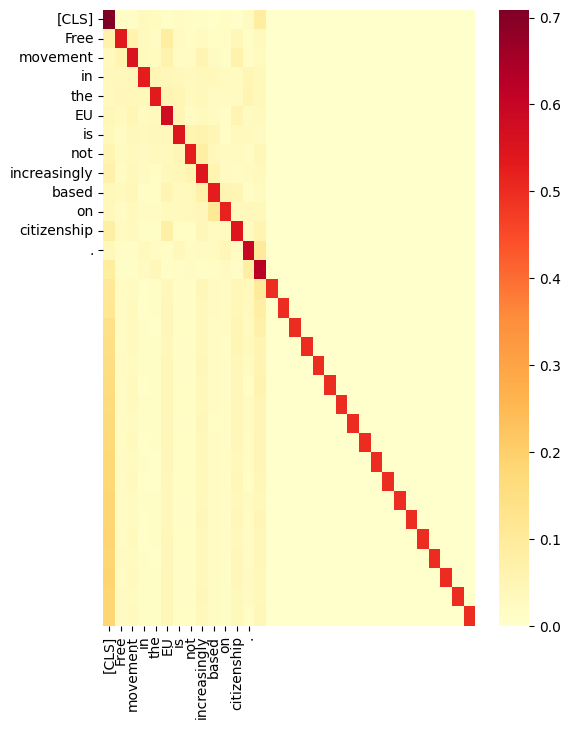 [CLS]
Free
movement
in
the
EU
is
not
increasingly
based
on
citizenship
.
0.7
0.6
0.5
0.4
0.3
0.2
0.1
0.0
[CLS]
Free
movement
in
the
EU
is
not
increasingly
based
on
citizenship
.